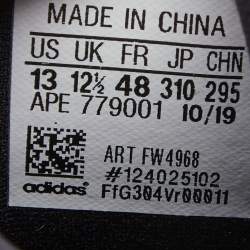 MADE IN CHINA
US UK FR JP CHN
13 12½ 48 310 295
APE 779001 10/19
ART FW4968
#124025102
adidas FfG304Vr00011